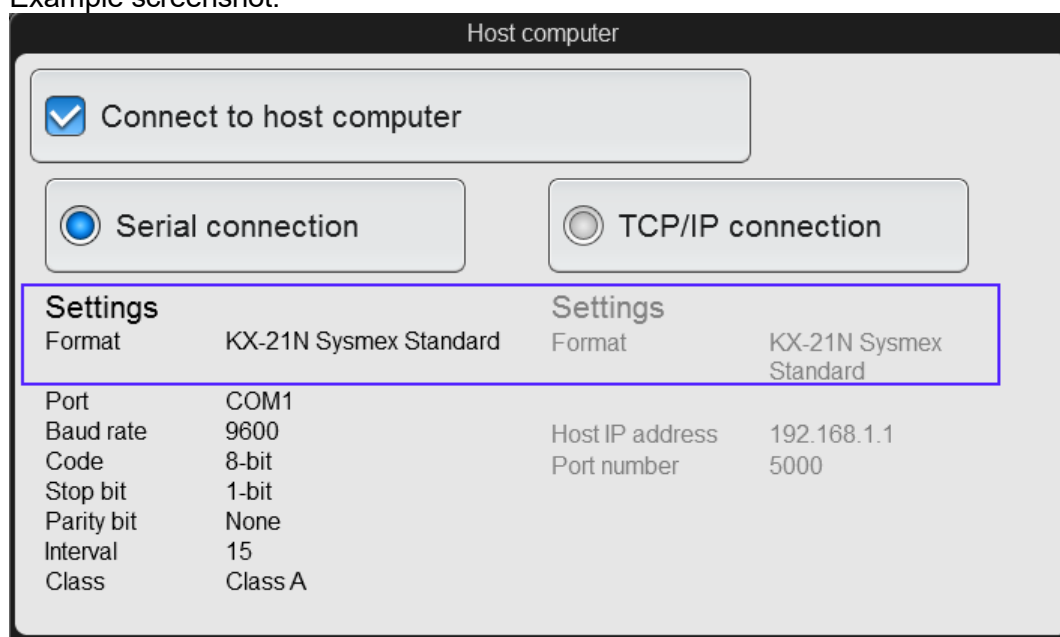 Example screenshot:
Host computer
Connect to host computer
Serial connection
TCP/IP connection
Settings
Format KX-21N Sysmex Standard
Port COM1
Baud rate 9600
Code 8-bit
Stop bit 1-bit
Parity bit None
Interval 15
Class Class A
Settings
Format KX-21N Sysmex
Standard
Host IP address 192.168.1.1
Port number 5000